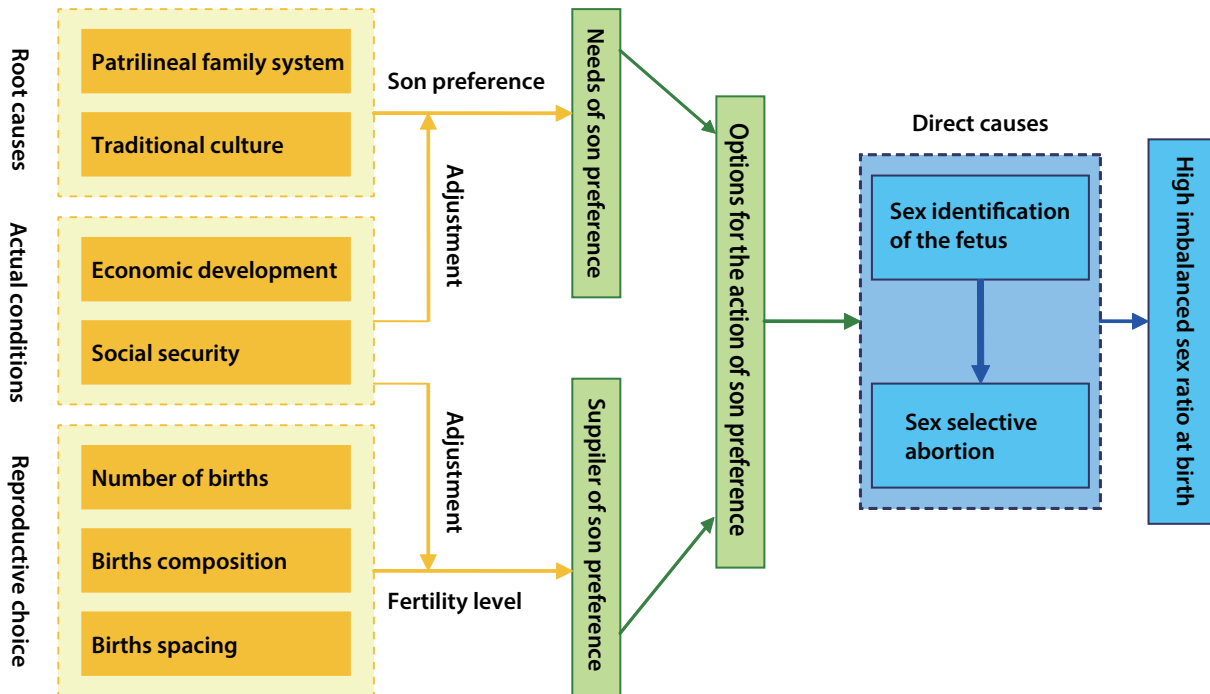 Root causes
Patrilineal family system
Traditional culture
Actual conditions
Economic development
Social security
Reproductive choice
Number of births
Births composition
Births spacing
Son preference
Adjustment
Adjustment
Fertility level
Needs of son preference
Suppiler of son preference
Options for the action of son preference
Direct causes
Sex identification
of the fetus
Sex selective
abortion
High imbalanced sex ratio at birth